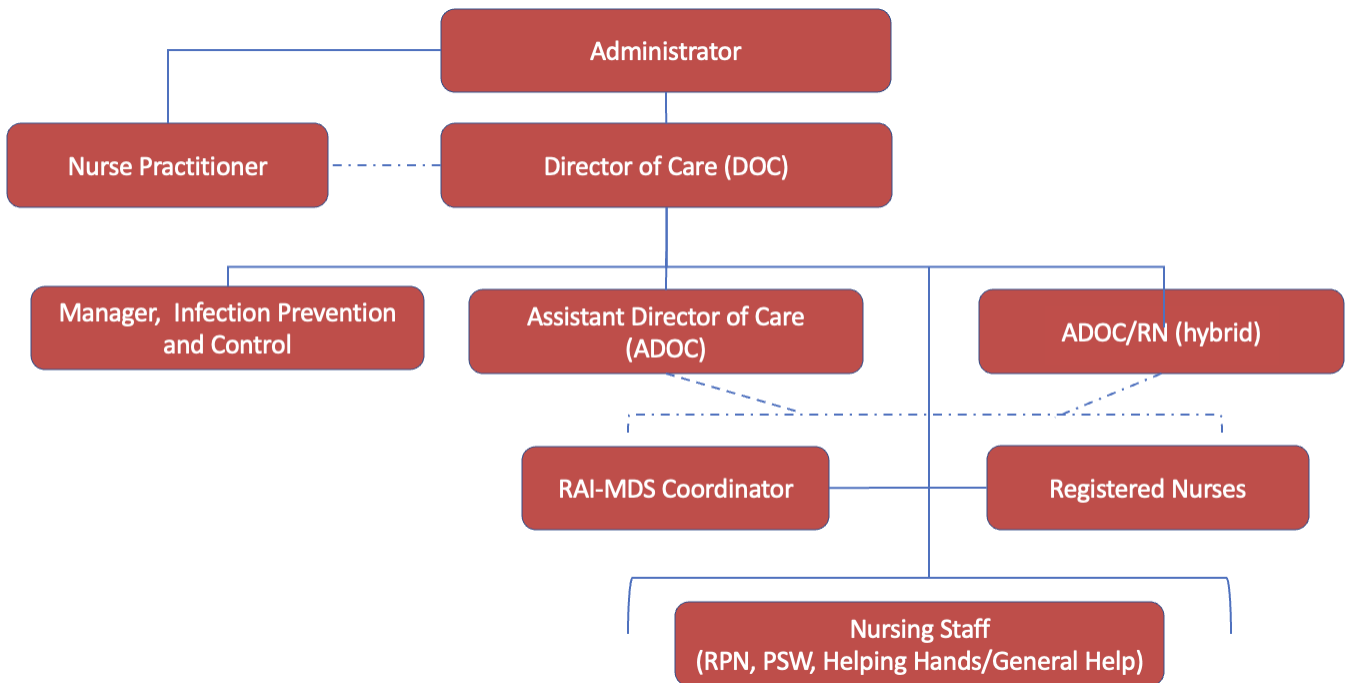 Administrator
Nurse Practitioner
Director of Care (DOC)
Manager,  Infection Prevention
and Control
Assistant Director of Care
(ADOC)
ADOC/RN (hybrid)
RAI-MDS Coordinator
Registered Nurses
Nursing Staff
(RPN, PSW, Helping Hands/General Help)